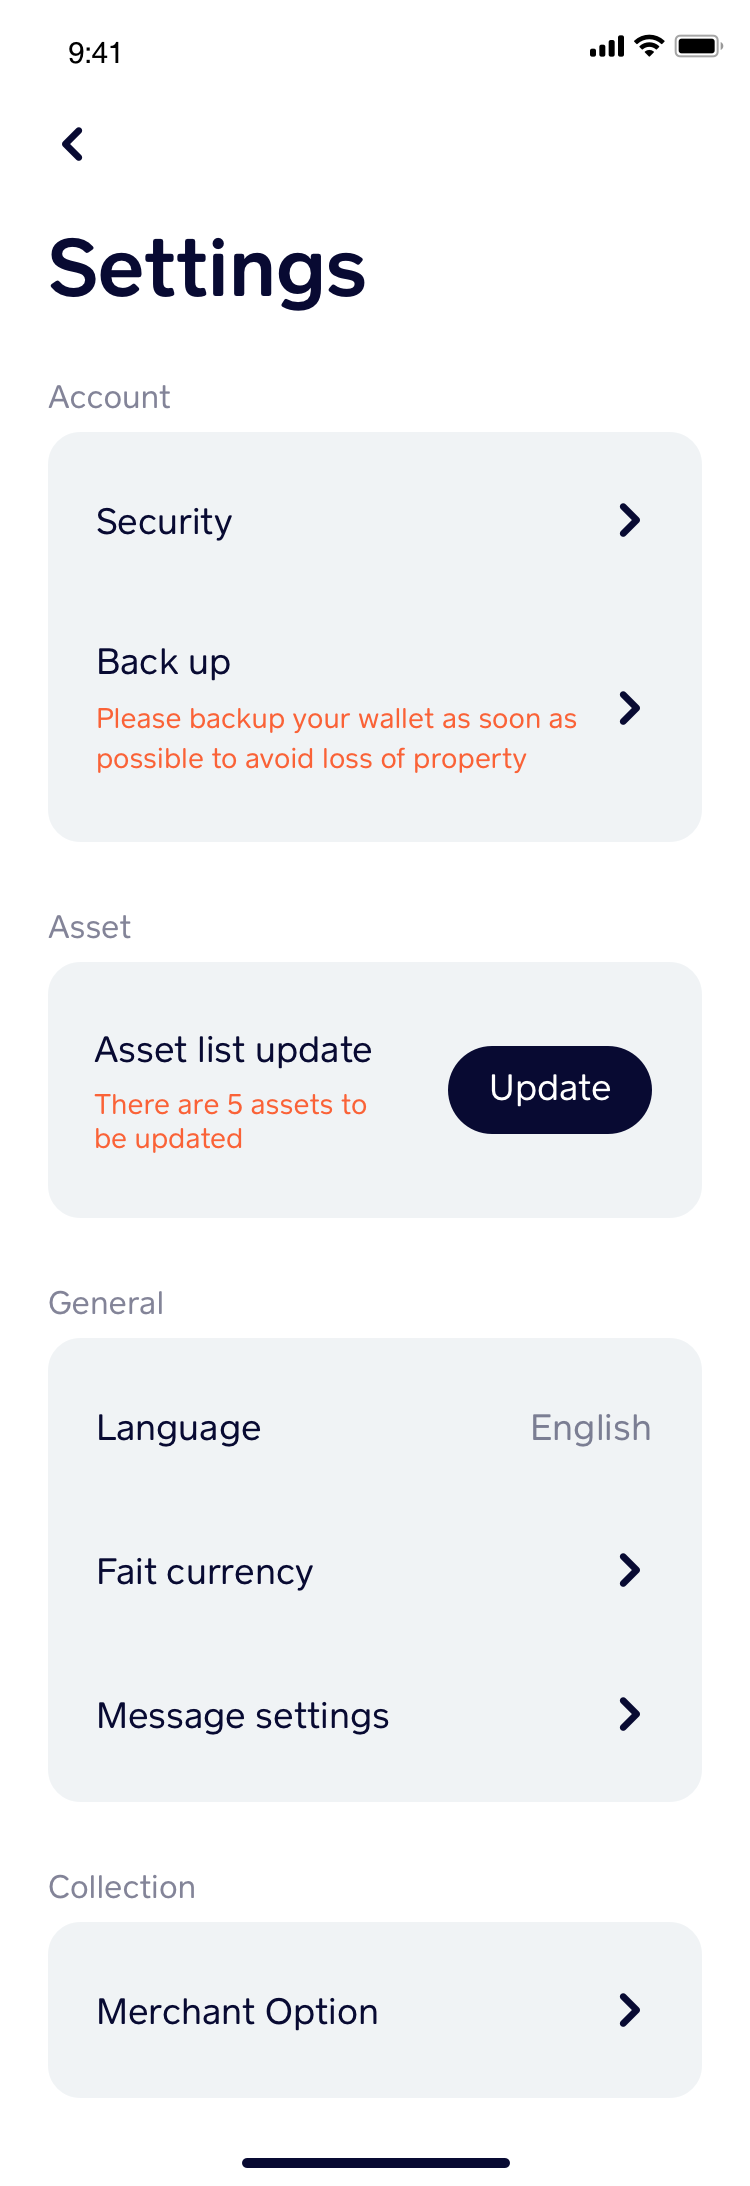 9:41
Settings
Account
Security
Back up
Please backup your wallet as soon as
possible to avoid loss of property
Asset
Asset list update
There are 5 assets to
be updated
Update
General
Language English
Fait currency
Message settings
Collection
Merchant Option